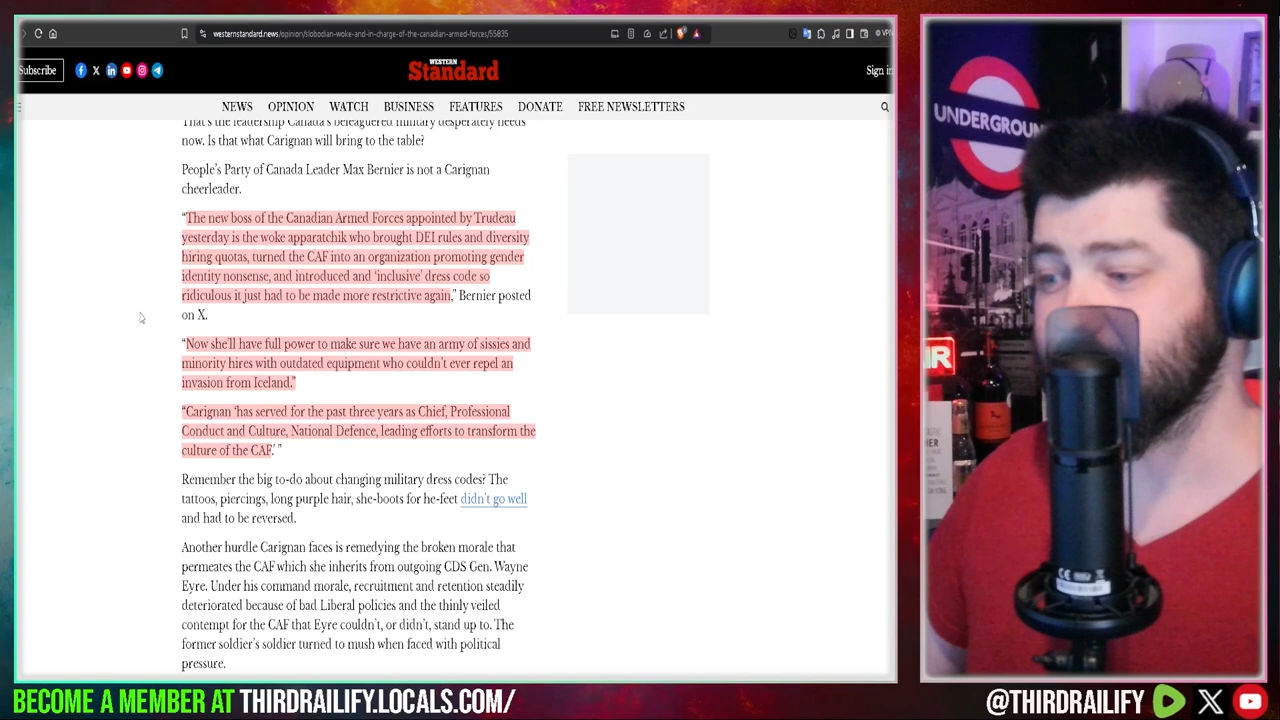 westernstandard.news/opinion/slobodian-woke-and-in-charge-of-the-canadian-armed-forces/55835
VPN
Subscribe
WESTERN
Standard
Sign in
NEWS OPINION WATCH BUSINESS FEATURES DONATE FREE NEWSLETTERS
That's the leadership Canada's beleaguered military desperately needs
now. Is that what Carignan will bring to the table?
People's Party of Canada Leader Max Bernier is not a Carignan
cheerleader.
“The new boss of the Canadian Armed Forces appointed by Trudeau
yesterday is the woke apparatchik who brought DEI rules and diversity
hiring quotas, turned the CAF into an organization promoting gender
identity nonsense, and introduced and ‘inclusive’ dress code so
ridiculous it just had to be made more restrictive again,” Bernier posted
on X.
“Now she'll have full power to make sure we have an army of sissies and
minority hires with outdated equipment who couldn't ever repel an
invasion from Iceland.”
“Carignan ‘has served for the past three years as Chief, Professional
Conduct and Culture, National Defence, leading efforts to transform the
culture of the CAF.’ ”
Remember the big to-do about changing military dress codes? The
tattoos, piercings, long purple hair, she-boots for he-feet didn't go well
and had to be reversed.
Another hurdle Carignan faces is remedying the broken morale that
permeates the CAF which she inherits from outgoing CDS Gen. Wayne
Eyre. Under his command morale, recruitment and retention steadily
deteriorated because of bad Liberal policies and the thinly veiled
contempt for the CAF that Eyre couldn't, or didn't, stand up to. The
former soldier's soldier turned to mush when faced with political
pressure.
UNDERGROUND
BECOME A MEMBER AT THIRDRAILIFY.LOCALS.COM/
@THIRDRAILIFY